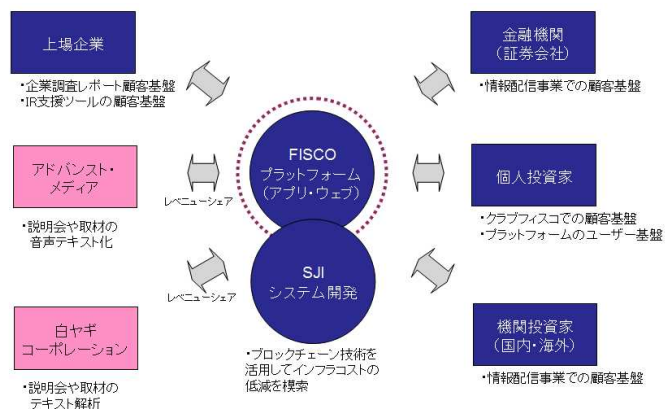 上場企業
・企業調査レポート顧客基盤
・IR支援ツールの顧客基盤
金融機関
(証券会社)
・情報配信事業での顧客基盤
アドバンスト・
メディア
・説明会や取材の
音声テキスト化
レベニューシェア
FISCO
プラットフォーム
(アプリ・ウェブ)
個人投資家
・クラブフィスコでの顧客基盤
・プラットフォームのユーザー基盤
SJI
システム開発
レベニューシェア
白ヤギ
コーポレーション
・説明会や取材の
テキスト解析
・ブロックチェーン技術を
活用してインフラコストの
低減を模索
機関投資家
(国内・海外)
・情報配信事業での顧客基盤